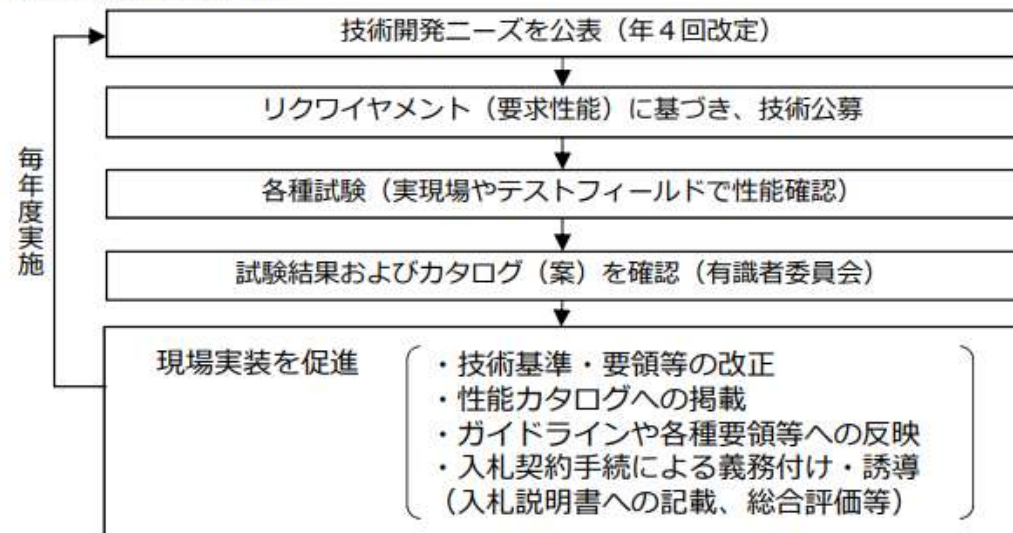 技術開発ニーズを公表（年４回改定）
リクワイヤメント（要求性能）に基づき、技術公募
各種試験（実現場やテストフィールドで性能確認）
試験結果およびカタログ（案）を確認（有識者委員会）
毎年度実施
現場実装を促進
・技術基準・要領等の改正
・性能カタログへの掲載
・ガイドラインや各種要領等への反映
・入札契約手続による義務付け・誘導
（入札説明書への記載、総合評価等）